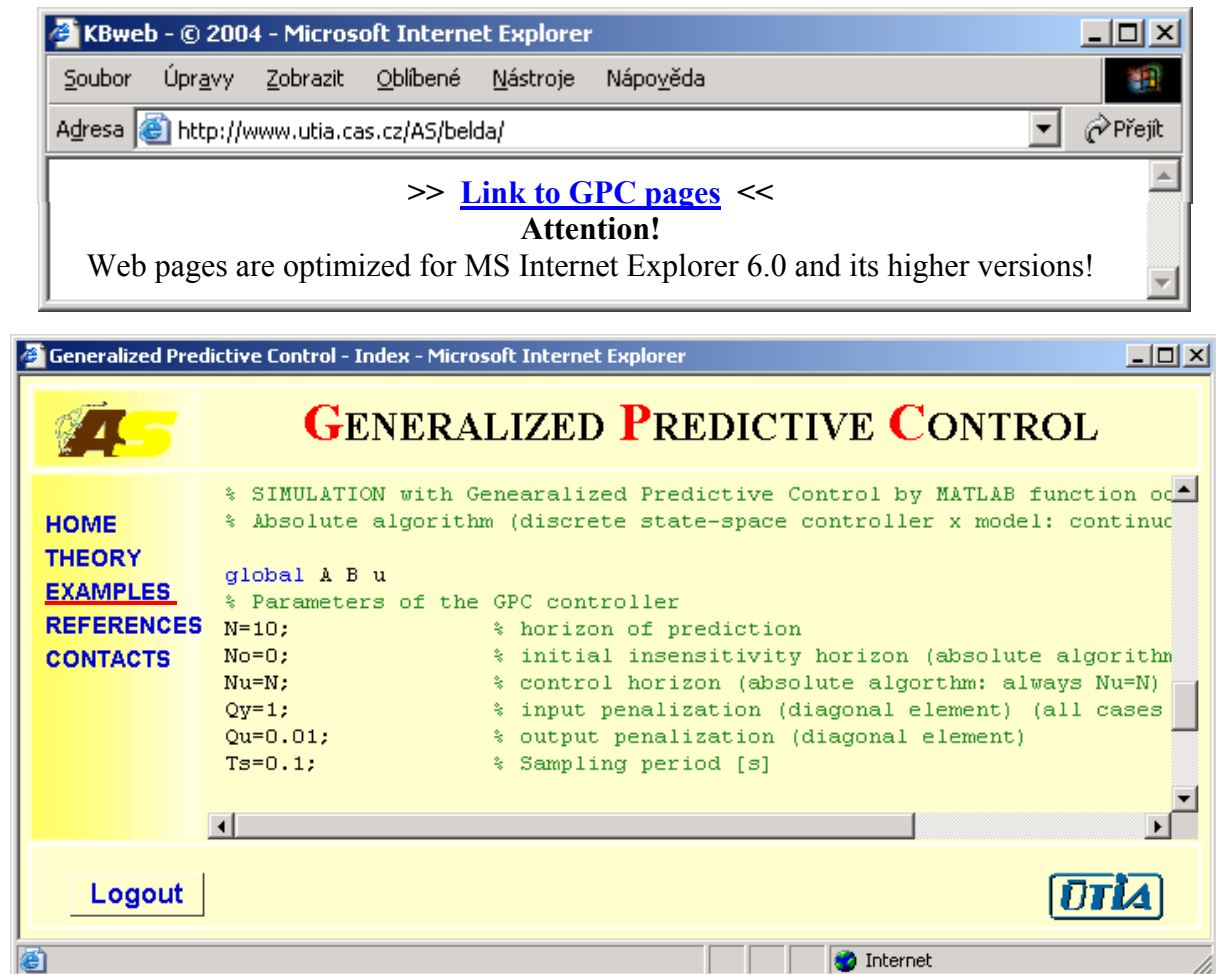 KBweb - © 2004 - Microsoft Internet Explorer
Soubor Úpravy Zobrazit Oblíbené Nástroje Nápověda
Adresa http://www.utia.cas.cz/AS/belda/ Přejít
>> Link to GPC pages <<
Attention!
Web pages are optimized for MS Internet Explorer 6.0 and its higher versions!
Generalized Predictive Control - Index - Microsoft Internet Explorer
AS GENERALIZED PREDICTIVE CONTROL
HOME
THEORY
EXAMPLES
REFERENCES
CONTACTS
% SIMULATION with Genearalized Predictive Control by MATLAB function od
% Absolute algorithm (discrete state-space controller x model: continuo
global A B u
% Parameters of the GPC controller
N=10; % horizon of prediction
No=0; % initial insensitivity horizon (absolute algorithm
Nu=N; % control horizon (absolute algorthm: always Nu=N)
Qy=1; % input penalization (diagonal element) (all cases
Qu=0.01; % output penalization (diagonal element)
Ts=0.1; % Sampling period [s]
Logout
ÚTIA
Internet